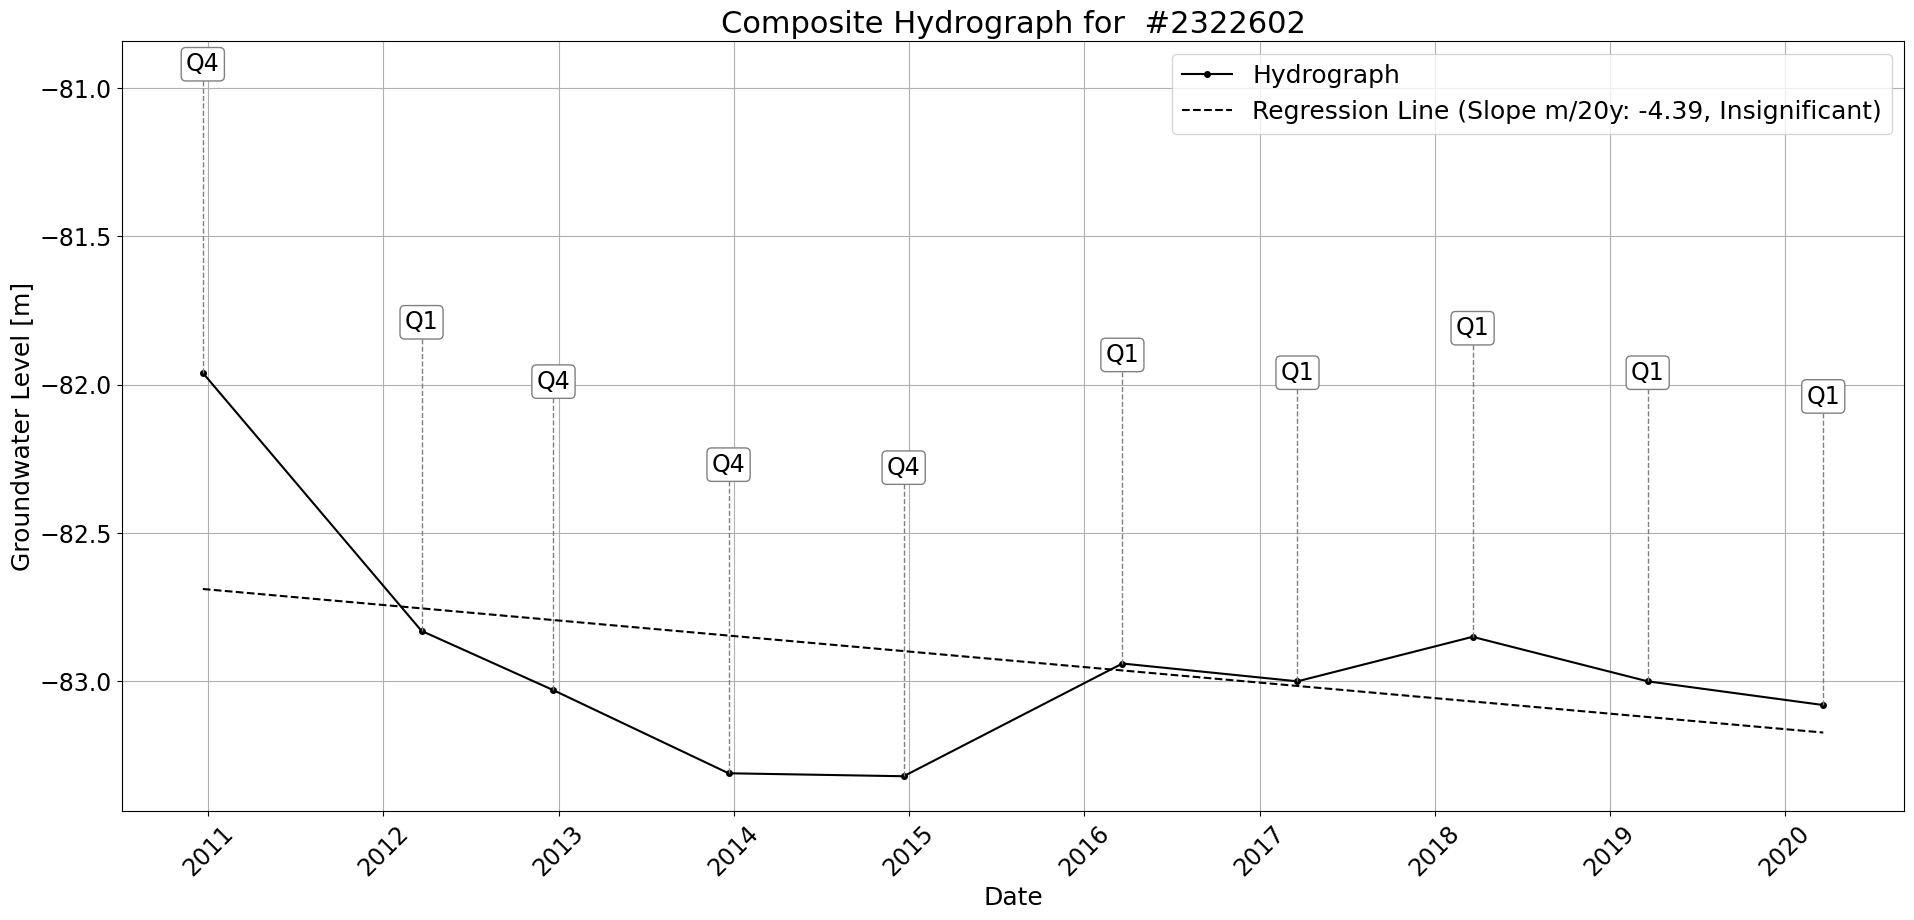 Composite Hydrograph for  #2322602
Hydrograph
Regression Line (Slope m/20y: -4.39, Insignificant)
Groundwater Level [m]
−81.0
−81.5
−82.0
−82.5
−83.0
Q4
Q1
Q4
Q4
Q4
Q1
Q1
Q1
Q1
Q1
2011
2012
2013
2014
2015
2016
2017
2018
2019
2020
Date